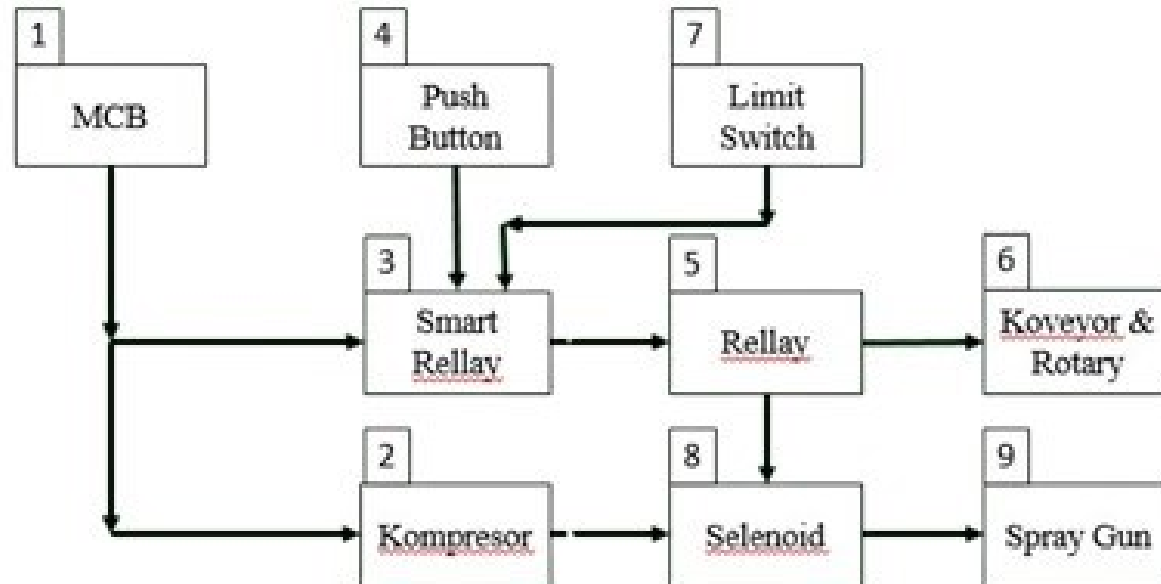 1
MCB
4
Push
Button
7
Limit
Switch
3
Smart
Rellay
5
Rellay
6
Koveyor &
Rotary
2
Kompresor
8
Selenoid
9
Spray Gun